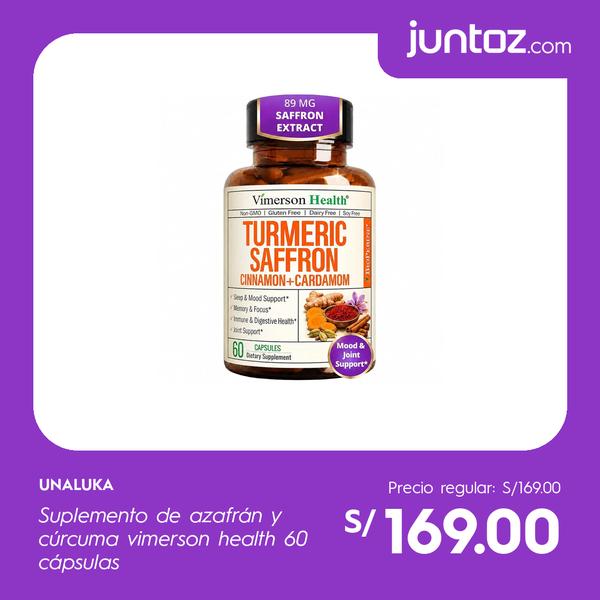 juntoz.com
89 MG
SAFFRON
EXTRACT
Vimerson Health®
Non-GMO | Gluten Free | Dairy Free | Soy Free
TURMERIC
SAFFRON
CINNAMON+CARDAMOM
BIOPERINE®
Sleep & Mood Support*
Memory & Focus*
Immune & Digestive Health*
Joint Support*
60 CAPSULES
Dietary Supplement
Mood &
Joint
Support*
UNALUKA
Suplemento de azafrán y
cúrcuma vimerson health 60
cápsulas
Precio regular: S/169.00
S/169.00